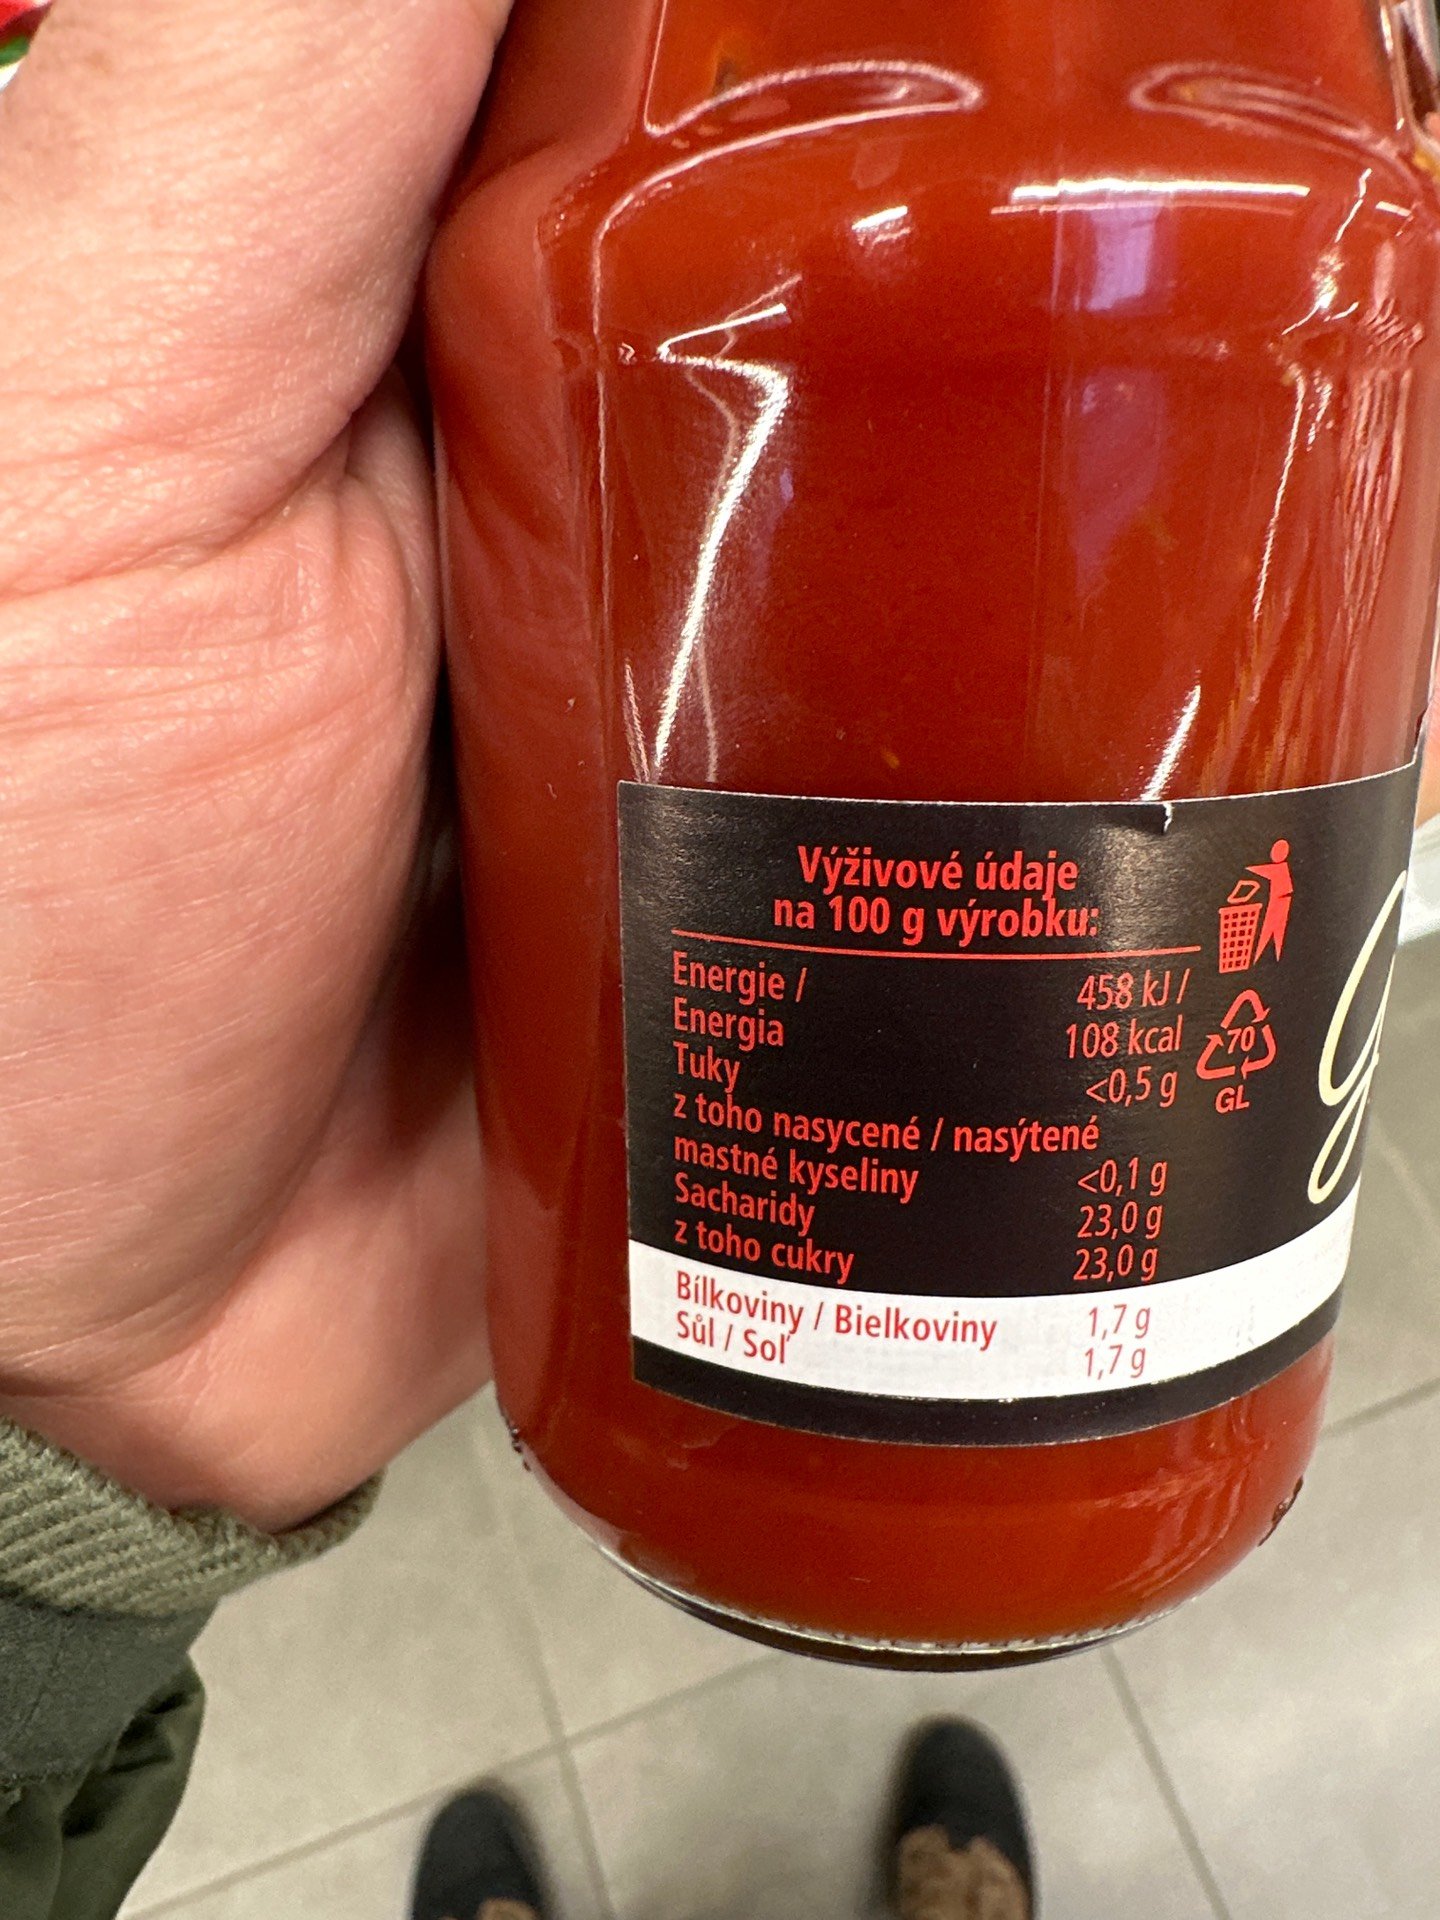 Výživové údaje
na 100 g výrobku:
Energie / 458 kJ /
Energia 108 kcal
Tuky <0,5 g
z toho nasycené / nasýtené
mastné kyseliny <0,1 g
Sacharidy 23,0 g
z toho cukry 23,0 g
Bílkoviny / Bielkoviny 1,7 g
Sůl / Soľ 1,7 g
70
GL